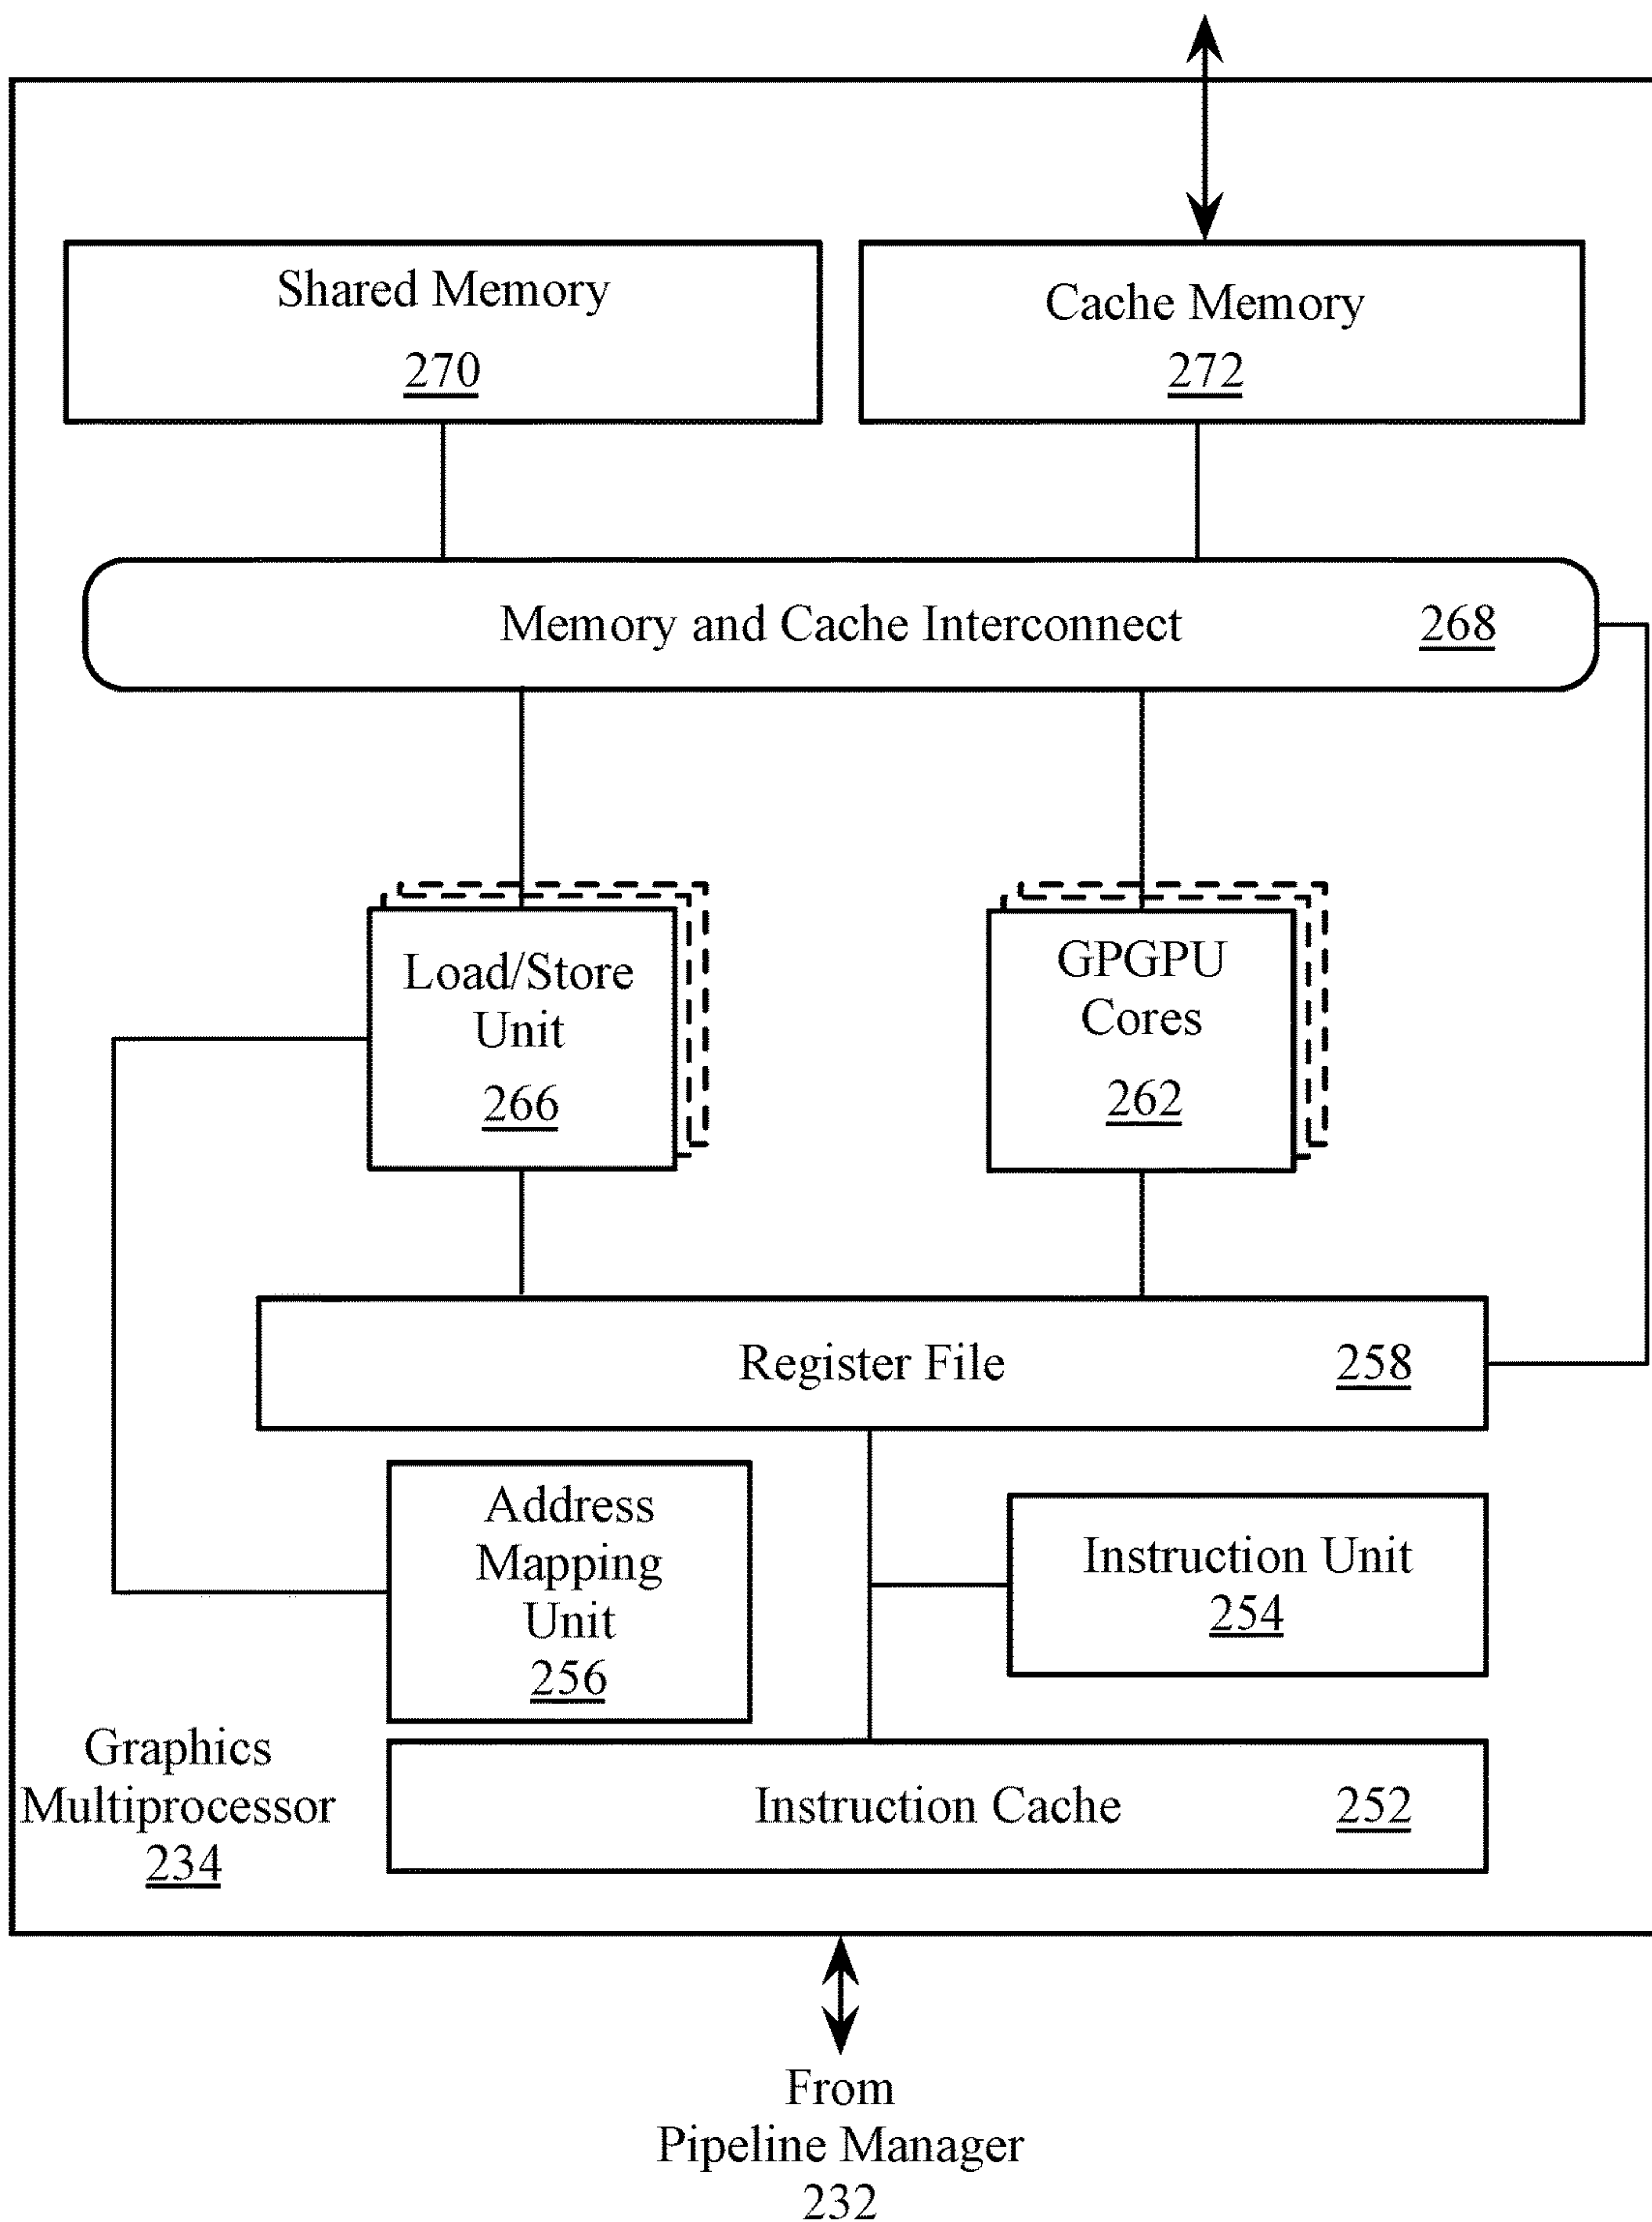 Shared Memory
270
Cache Memory
272
Memory and Cache Interconnect 268
Load/Store
Unit
266
GPGPU
Cores
262
Register File 258
Address
Mapping
Unit
256
Instruction Unit
254
Graphics
Multiprocessor
234
Instruction Cache 252
From
Pipeline Manager
232